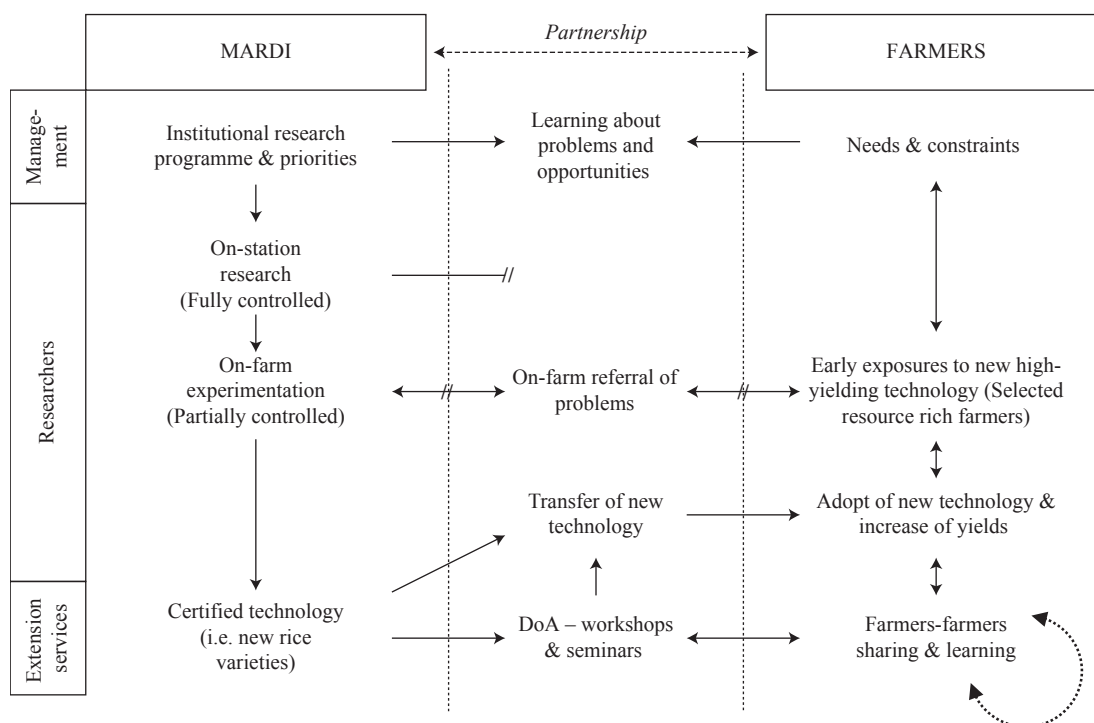 Partnership
MARDI
FARMERS
Manage-
ment
Institutional research
programme & priorities
Learning about
problems and
opportunities
Needs & constraints
Researchers
On-station
research
(Fully controlled)
On-farm
experimentation
(Partially controlled)
On-farm referral of
problems
Early exposures to new high-
yielding technology (Selected
resource rich farmers)
Transfer of new
technology
Adopt of new technology &
increase of yields
Extension
services
Certified technology
(i.e. new rice
varieties)
DoA – workshops
& seminars
Farmers-farmers
sharing & learning